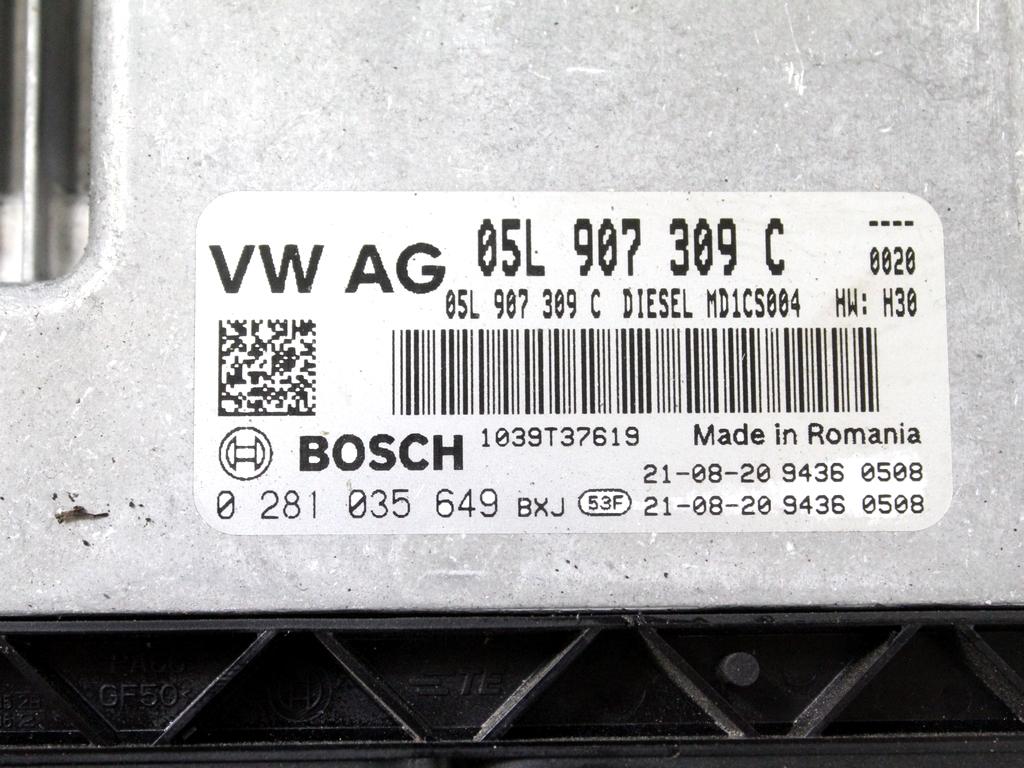 VW AG 05L 907 309 C ----
0020
05L 907 309 C DIESEL MD1CS004 HW: H30
BOSCH 1039T37619 Made in Romania
21-08-20 9436 0508
0 281 035 649 BXJ 53F 21-08-20 9436 0508
GF50